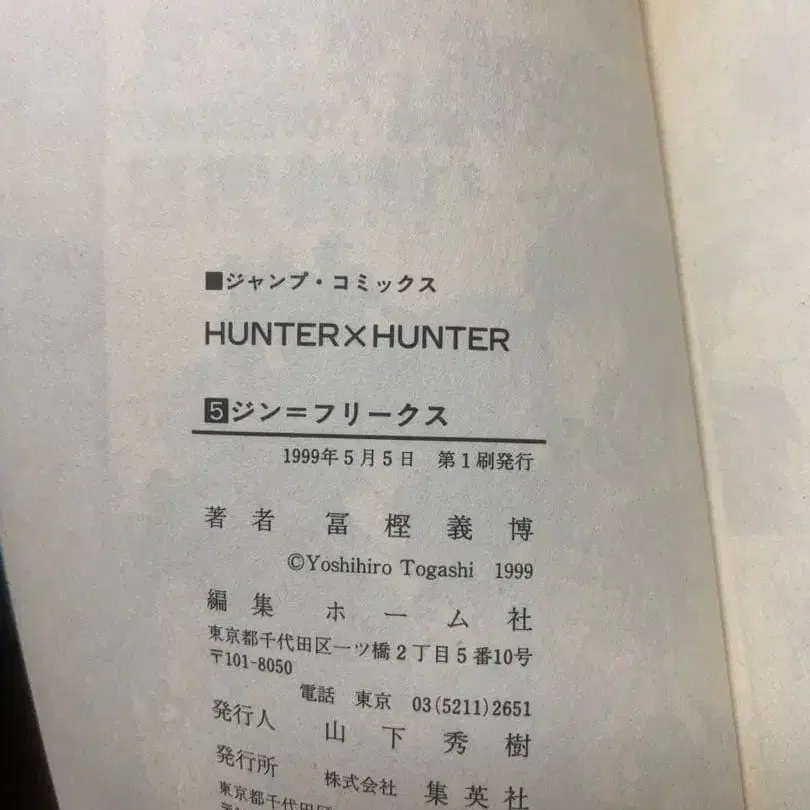 ■ジャンプ・コミックス
HUNTER×HUNTER
5ジン=フリークス
1999年5月5日 第1刷発行
著者 冨樫義博
©Yoshihiro Togashi 1999
編集 ホーム社
東京都千代田区一ツ橋2丁目5番10号
〒101-8050
電話 東京 03(5211)2651
発行人 山下秀樹
発行所 株式会社 集英社